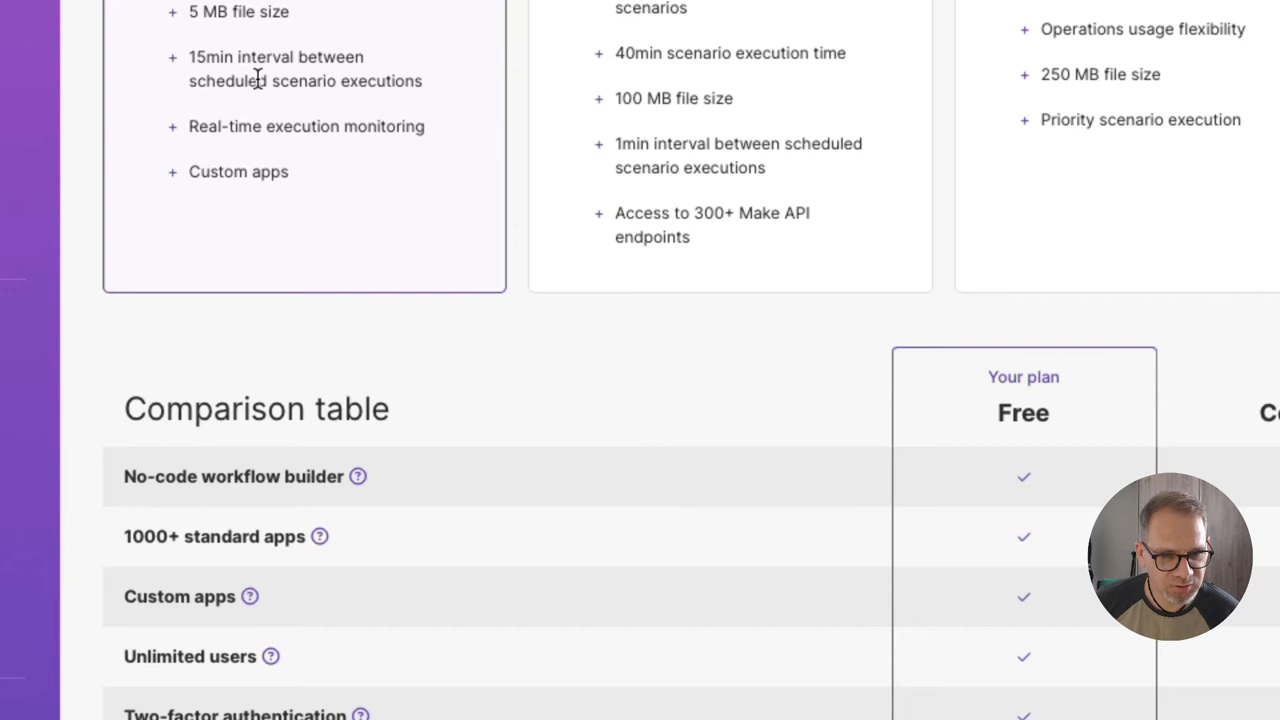 + 5 MB file size
+ 15min interval between
scheduled scenario executions
+ Real-time execution monitoring
+ Custom apps
scenarios
+ 40min scenario execution time
+ 100 MB file size
+ 1min interval between scheduled
scenario executions
+ Access to 300+ Make API
endpoints
+ Operations usage flexibility
+ 250 MB file size
+ Priority scenario execution
Comparison table
Your plan
Free
No-code workflow builder ?
1000+ standard apps ?
Custom apps ?
Unlimited users ?
Two-factor authentication ?